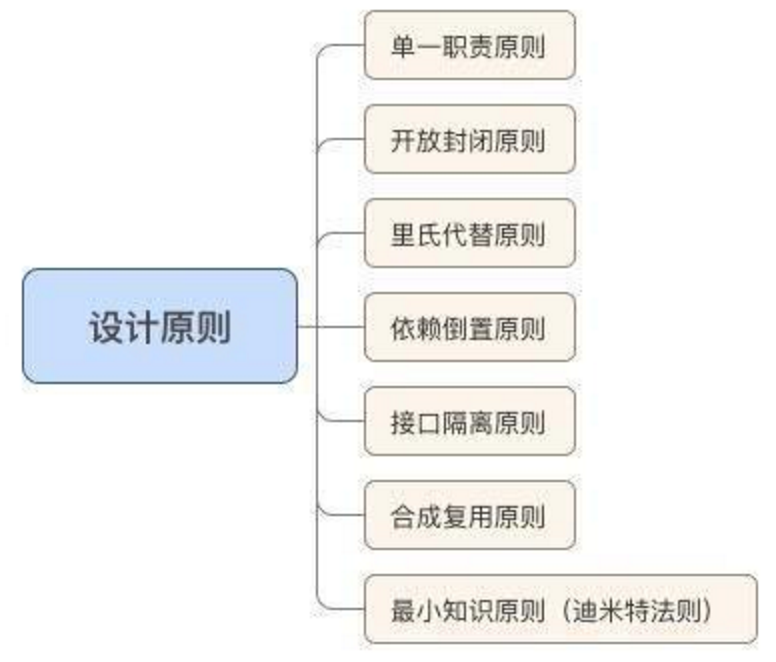 单一职责原则
开放封闭原则
里氏代替原则
设计原则
依赖倒置原则
接口隔离原则
合成复用原则
最小知识原则（迪米特法则）